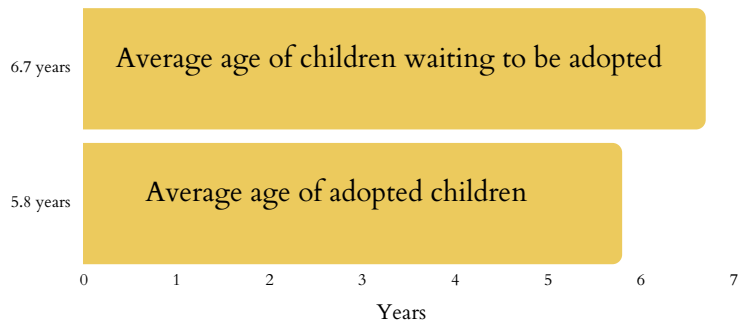 6.7 years
Average age of children waiting to be adopted
5.8 years
Average age of adopted children
0 1 2 3 4 5 6 7
Years